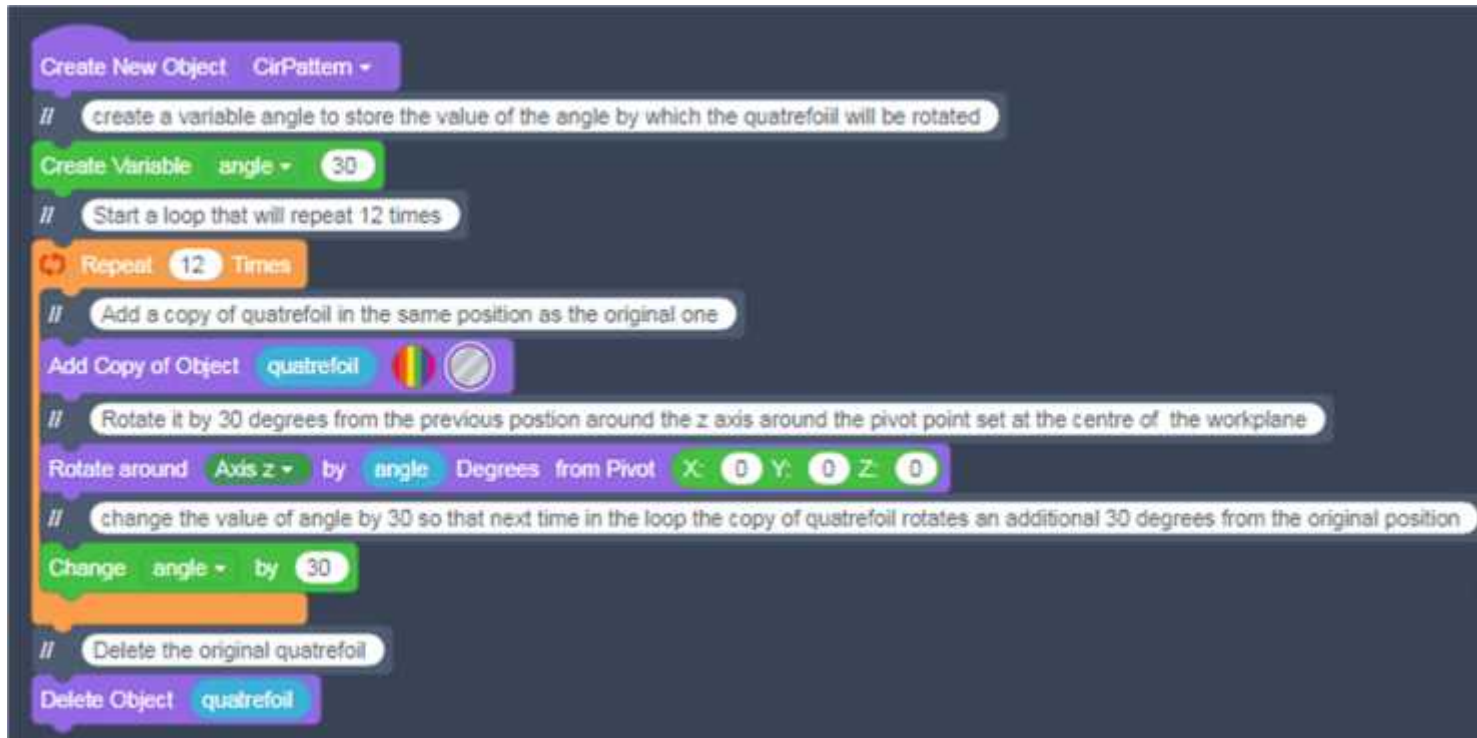 Create New Object CirPattern
// create a variable angle to store the value of the angle by which the quatrefoiil will be rotated
Create Variable angle 30
// Start a loop that will repeat 12 times
Repeat 12 Times
// Add a copy of quatrefoil in the same position as the original one
Add Copy of Object quatrefoil
// Rotate it by 30 degrees from the previous postion around the z axis around the pivot point set at the centre of the workplane
Rotate around Axis z by angle Degrees from Pivot X: 0 Y: 0 Z: 0
// change the value of angle by 30 so that next time in the loop the copy of quatrefoil rotates an additional 30 degrees from the original position
Change angle by 30
// Delete the original quatrefoil
Delete Object quatrefoil